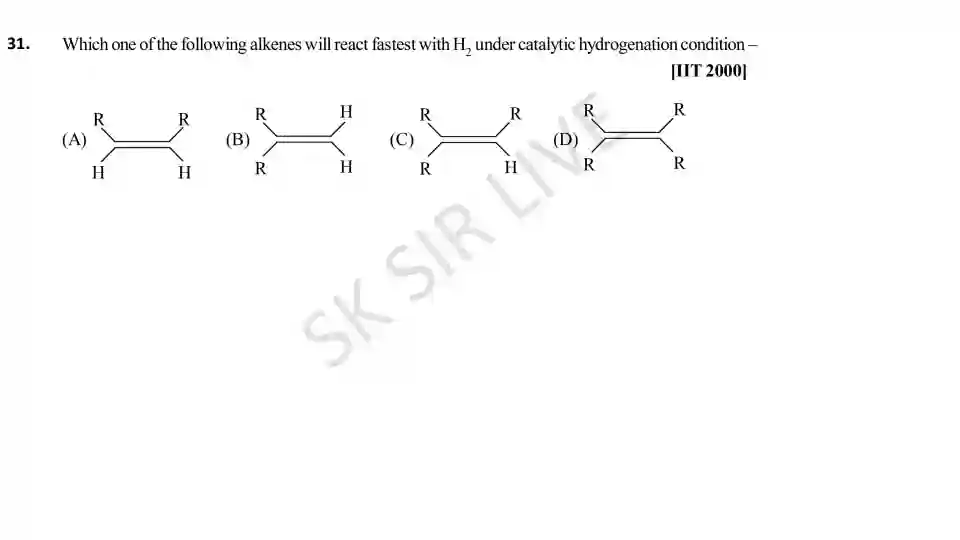 31. Which one of the following alkenes will react fastest with H₂ under catalytic hydrogenation condition –
[IIT 2000]
(A) R R H H
(B) R H R H
(C) R R R H
(D) R R R R
SK SIR LIVE